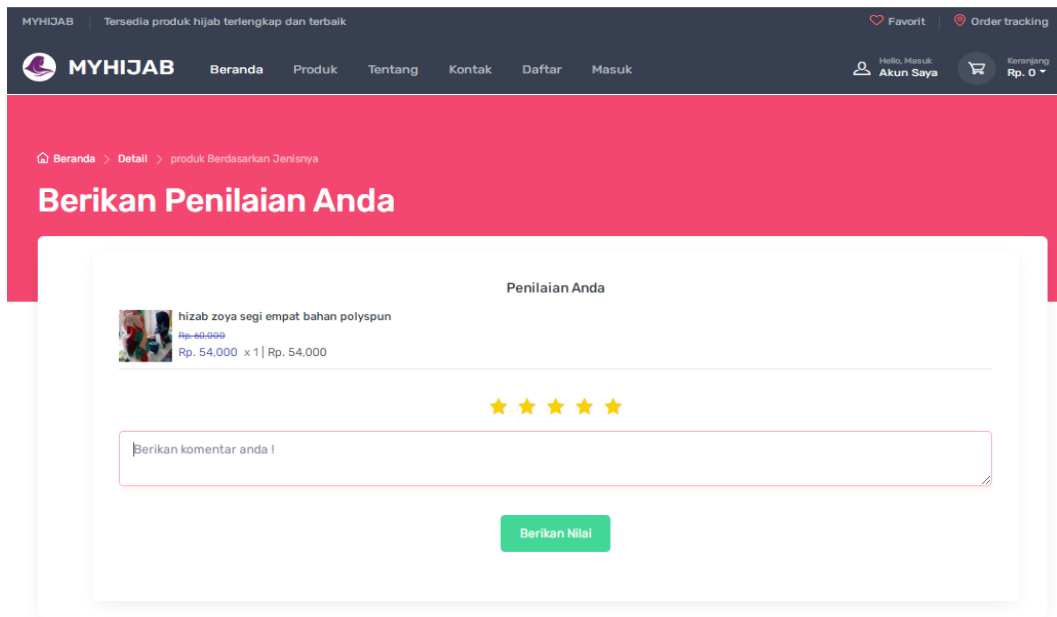 MYHIJAB Tersedia produk hijab terlengkap dan terbaik Favorit Order tracking
MYHIJAB Beranda Produk Tentang Kontak Daftar Masuk Hello, Masuk Akun Saya Keranjang Rp. 0
Beranda > Detail > produk Berdasarkan Jenisnya
Berikan Penilaian Anda
Penilaian Anda
hizab zoya segi empat bahan polyspun
Rp. 60,000
Rp. 54,000 x 1 | Rp. 54,000
Berikan komentar anda !
Berikan Nilai